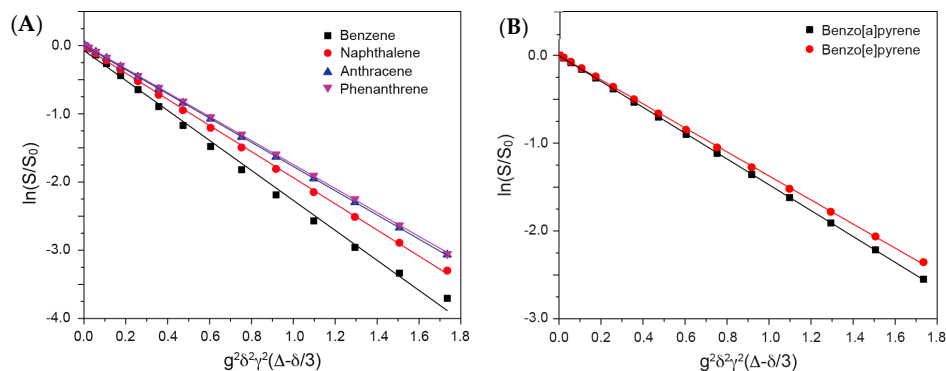 (A)
Benzene
Naphthalene
Anthracene
Phenanthrene
0.0
-1.0
-2.0
-3.0
-4.0
ln(S/S₀)
0.0 0.2 0.4 0.6 0.8 1.0 1.2 1.4 1.6 1.8
g²δ²γ²(Δ-δ/3)
(B)
Benzo[a]pyrene
Benzo[e]pyrene
0.0
-1.0
-2.0
-3.0
ln(S/S₀)
0.0 0.2 0.4 0.6 0.8 1.0 1.2 1.4 1.6 1.8
g²δ²γ²(Δ-δ/3)